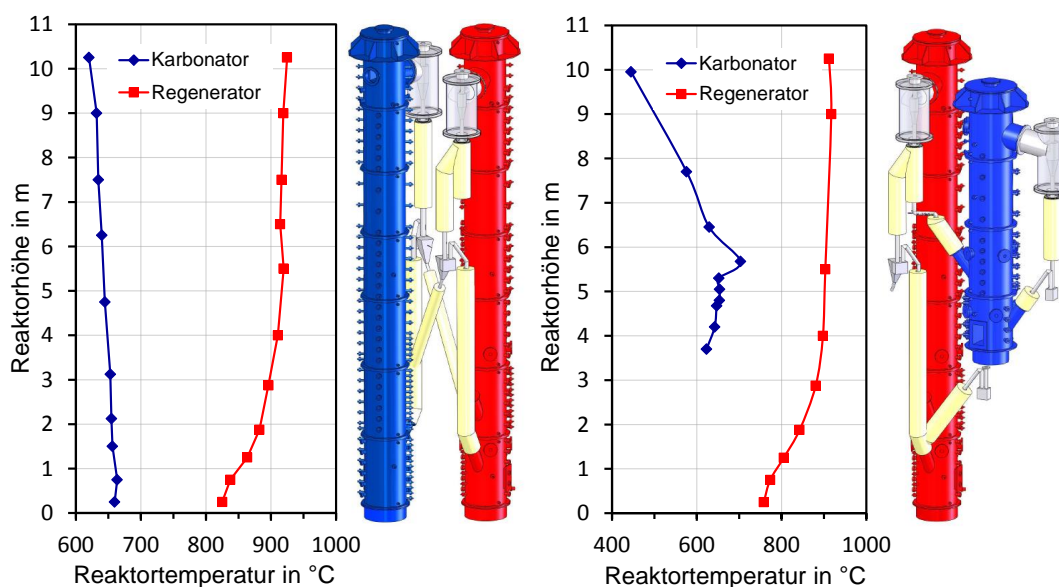 11
10
9
8
7
6
5
4
3
2
1
0
Reaktorhöhe in m
Karbonator
Regenerator
600 700 800 900 1000
Reaktortemperatur in °C
11
10
9
8
7
6
5
4
3
2
1
0
Reaktorhöhe in m
Karbonator
Regenerator
400 600 800 1000
Reaktortemperatur in °C